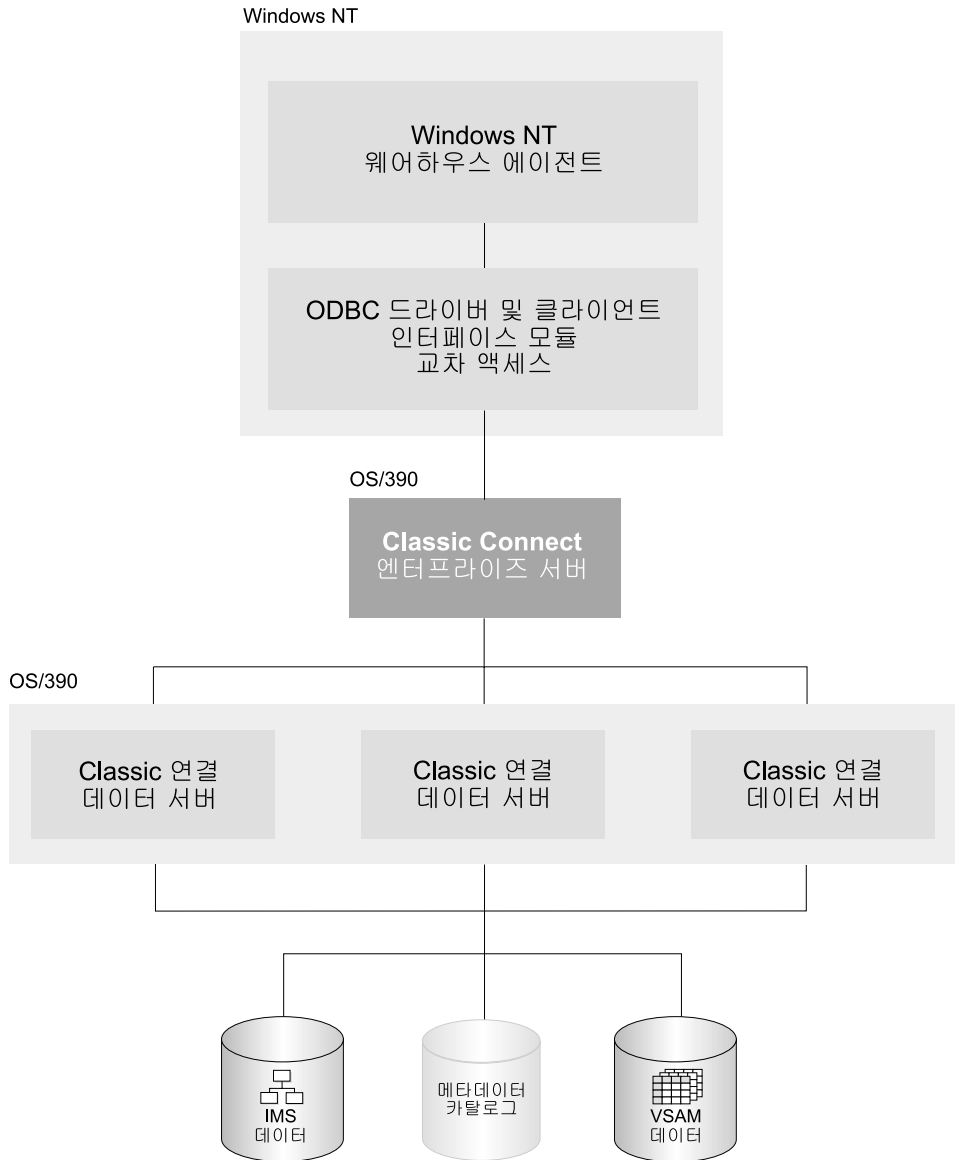 Windows NT
Windows NT
웨어하우스 에이전트
ODBC 드라이버 및 클라이언트
인터페이스 모듈
교차 액세스
OS/390
Classic Connect
엔터프라이즈 서버
OS/390
Classic 연결
데이터 서버
Classic 연결
데이터 서버
Classic 연결
데이터 서버
IMS
데이터
메타데이터
카탈로그
VSAM
데이터